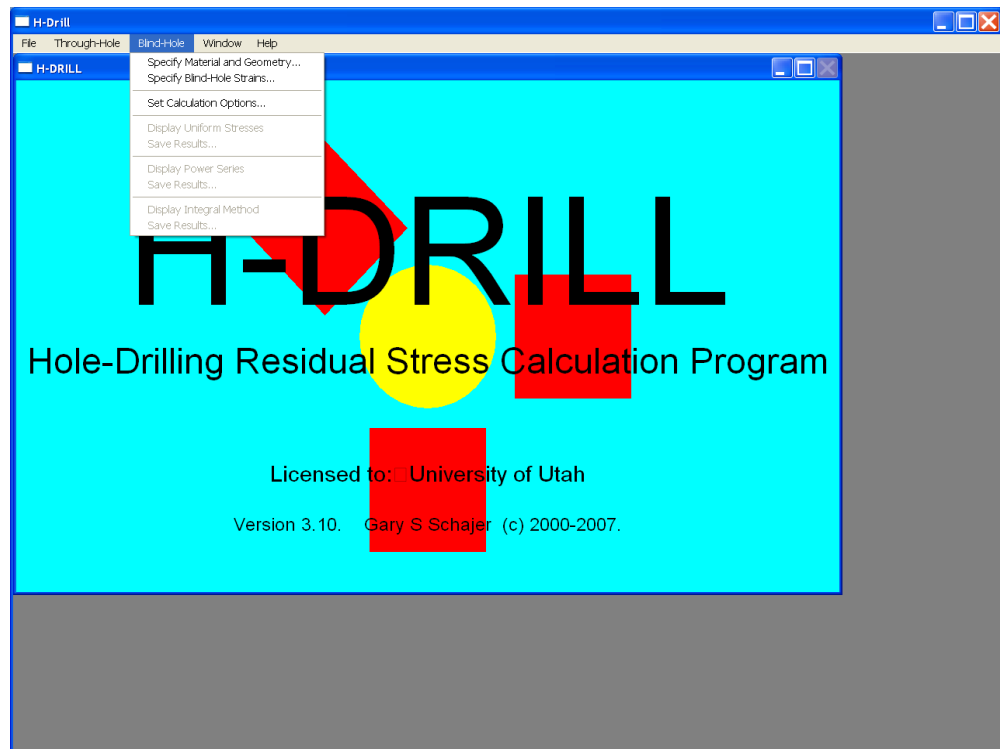 H-Drill
File Through-Hole Blind-Hole Window Help
H-DRILL
Specify Material and Geometry...
Specify Blind-Hole Strains...
Set Calculation Options...
Display Uniform Stresses
Save Results...
Display Power Series
Save Results...
Display Integral Method
Save Results...
H-DRILL
Hole-Drilling Residual Stress Calculation Program
Licensed to: University of Utah
Version 3.10. Gary S Schajer (c) 2000-2007.